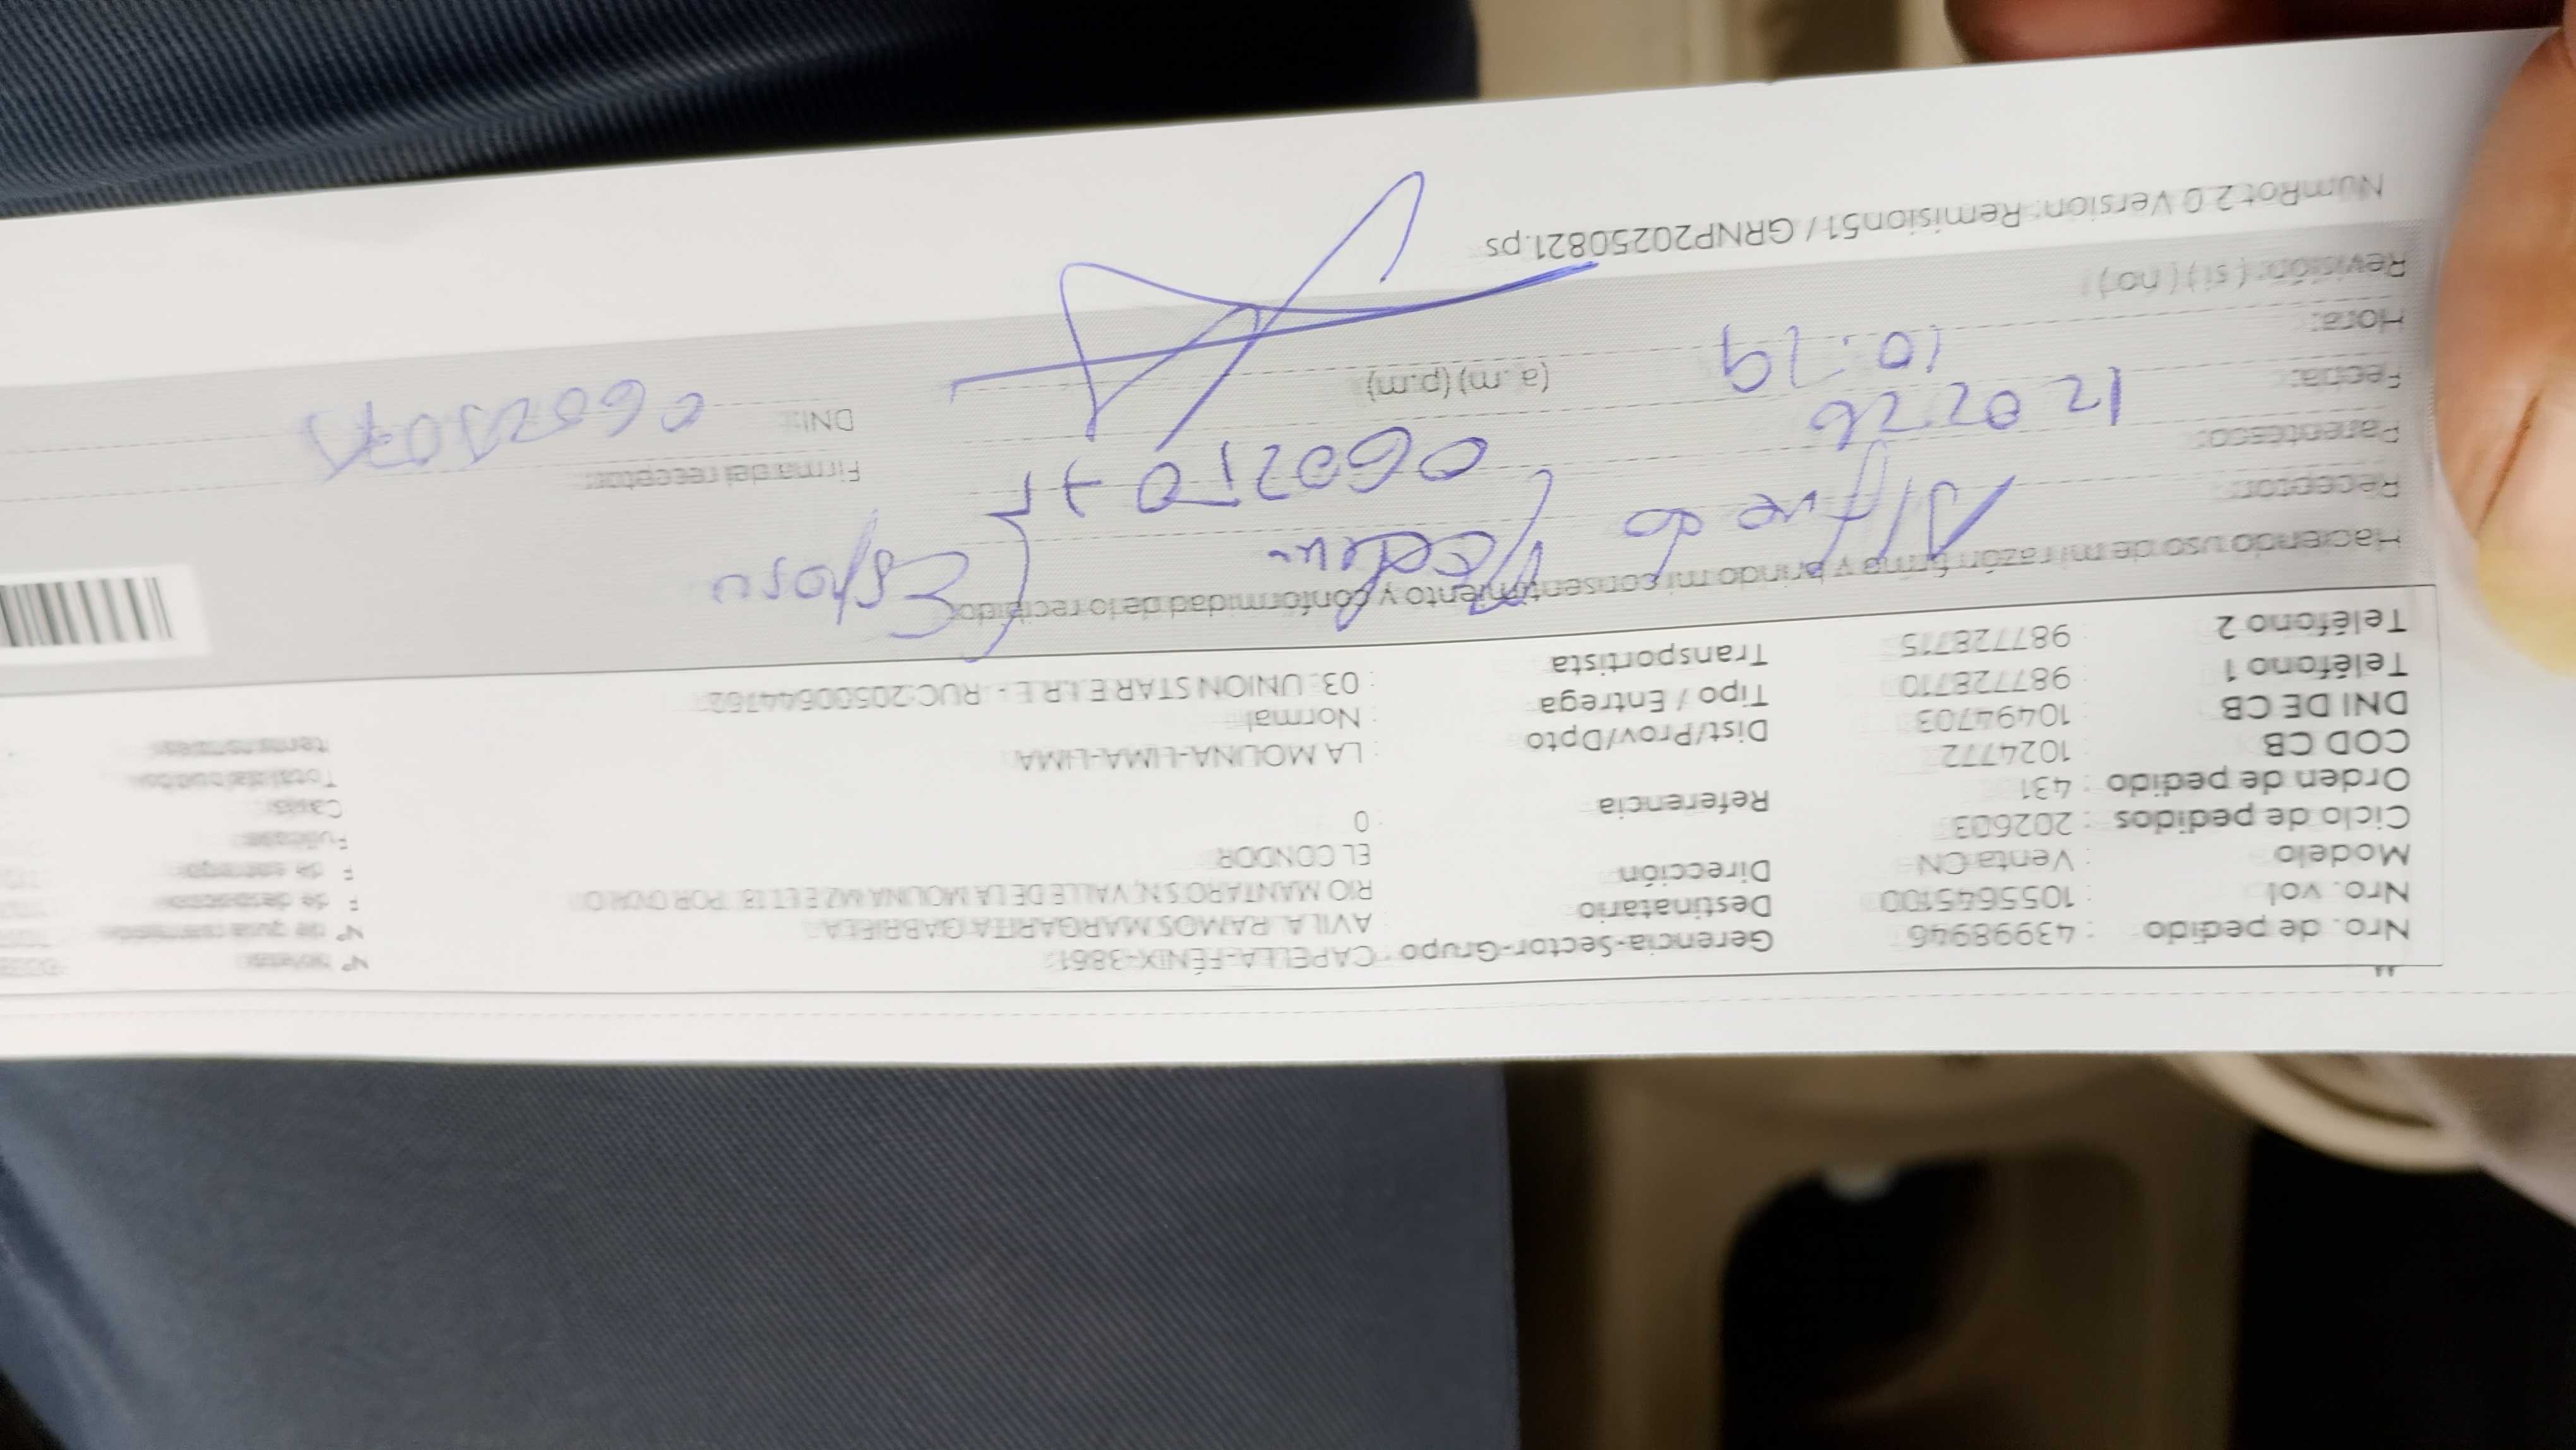 Nro. de pedido : 43998946
Nro. vol : 1055645100
Modelo : Venta CN
Ciclo de pedidos : 202603
Orden de pedido : 431
COD CB : 1024772
DNI DE CB : 10494703
Teléfono 1 : 987728710
Teléfono 2 : 987728715
Gerencia-Sector-Grupo : CAPELLA-FÉNIX-3861
Destinatario : AVILA RAMOS MARGARITA GABRIELA
Dirección : RIO MANTARO S N, VALLE DE LA MOLINA MZ E LT 18 POR OVALO
EL CONDOR
Referencia : 0
Dist/Prov/Dpto : LA MOLINA-LIMA-LIMA
Tipo / Entrega : Normal
Transportista : 03: UNION STAR E.I.R.L - RUC:20500644762
Haciendo uso de mi razón firma y brindo mi consentimiento y conformidad de lo recibido
Esposo
Receptor: Alfredo
Parentesco:
Firma del receptor:
Fecha: 12 02 26
DNI:
Hora: 10:19 (a.m) (p.m)
Revisión: ( si ) ( no )
NumRot 2.0 Version: Remision51 / GRNP20250821.ps